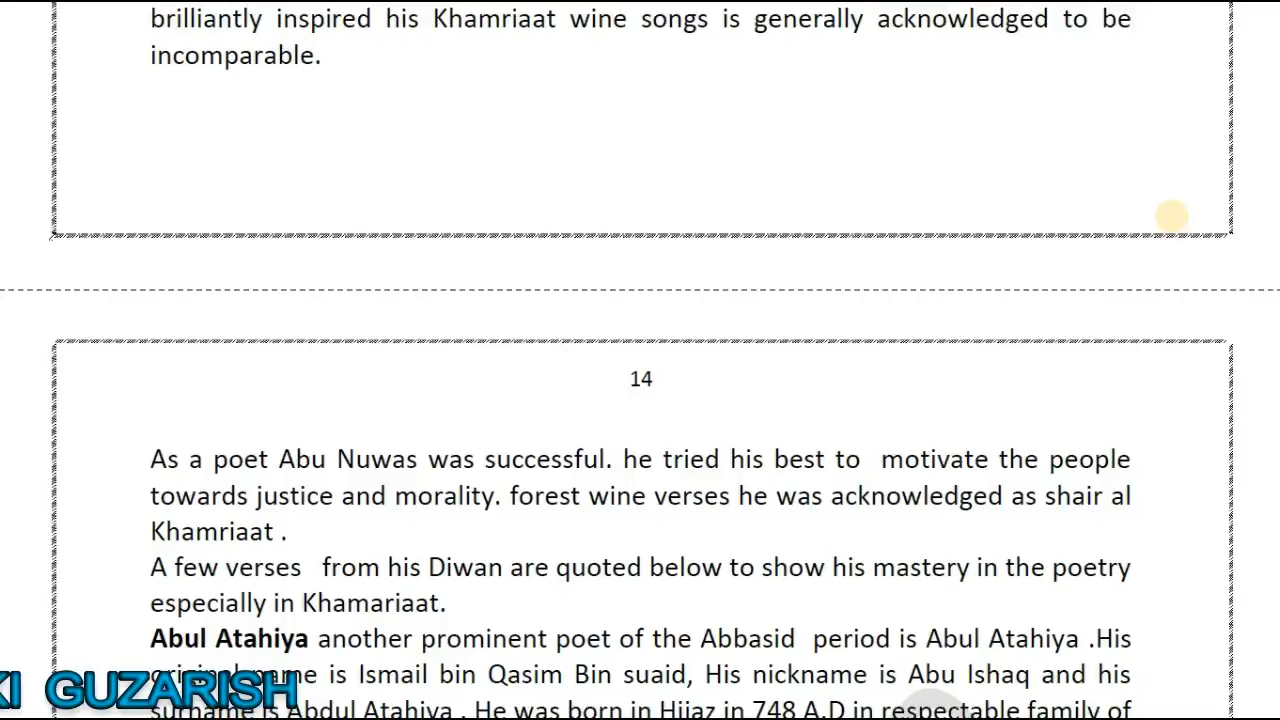 brilliantly inspired his Khamriaat wine songs is generally acknowledged to be
incomparable.
14
As a poet Abu Nuwas was successful. he tried his best to motivate the people
towards justice and morality. forest wine verses he was acknowledged as shair al
Khamriaat .
A few verses from his Diwan are quoted below to show his mastery in the poetry
especially in Khamariaat.
Abul Atahiya another prominent poet of the Abbasid period is Abul Atahiya .His
is Ismail bin Qasim Bin suaid, His nickname is Abu Ishaq and his
KI GUZARISH
surname is Abdul Atahiya . He was born in Hijaz in 748 A.D in respectable family of